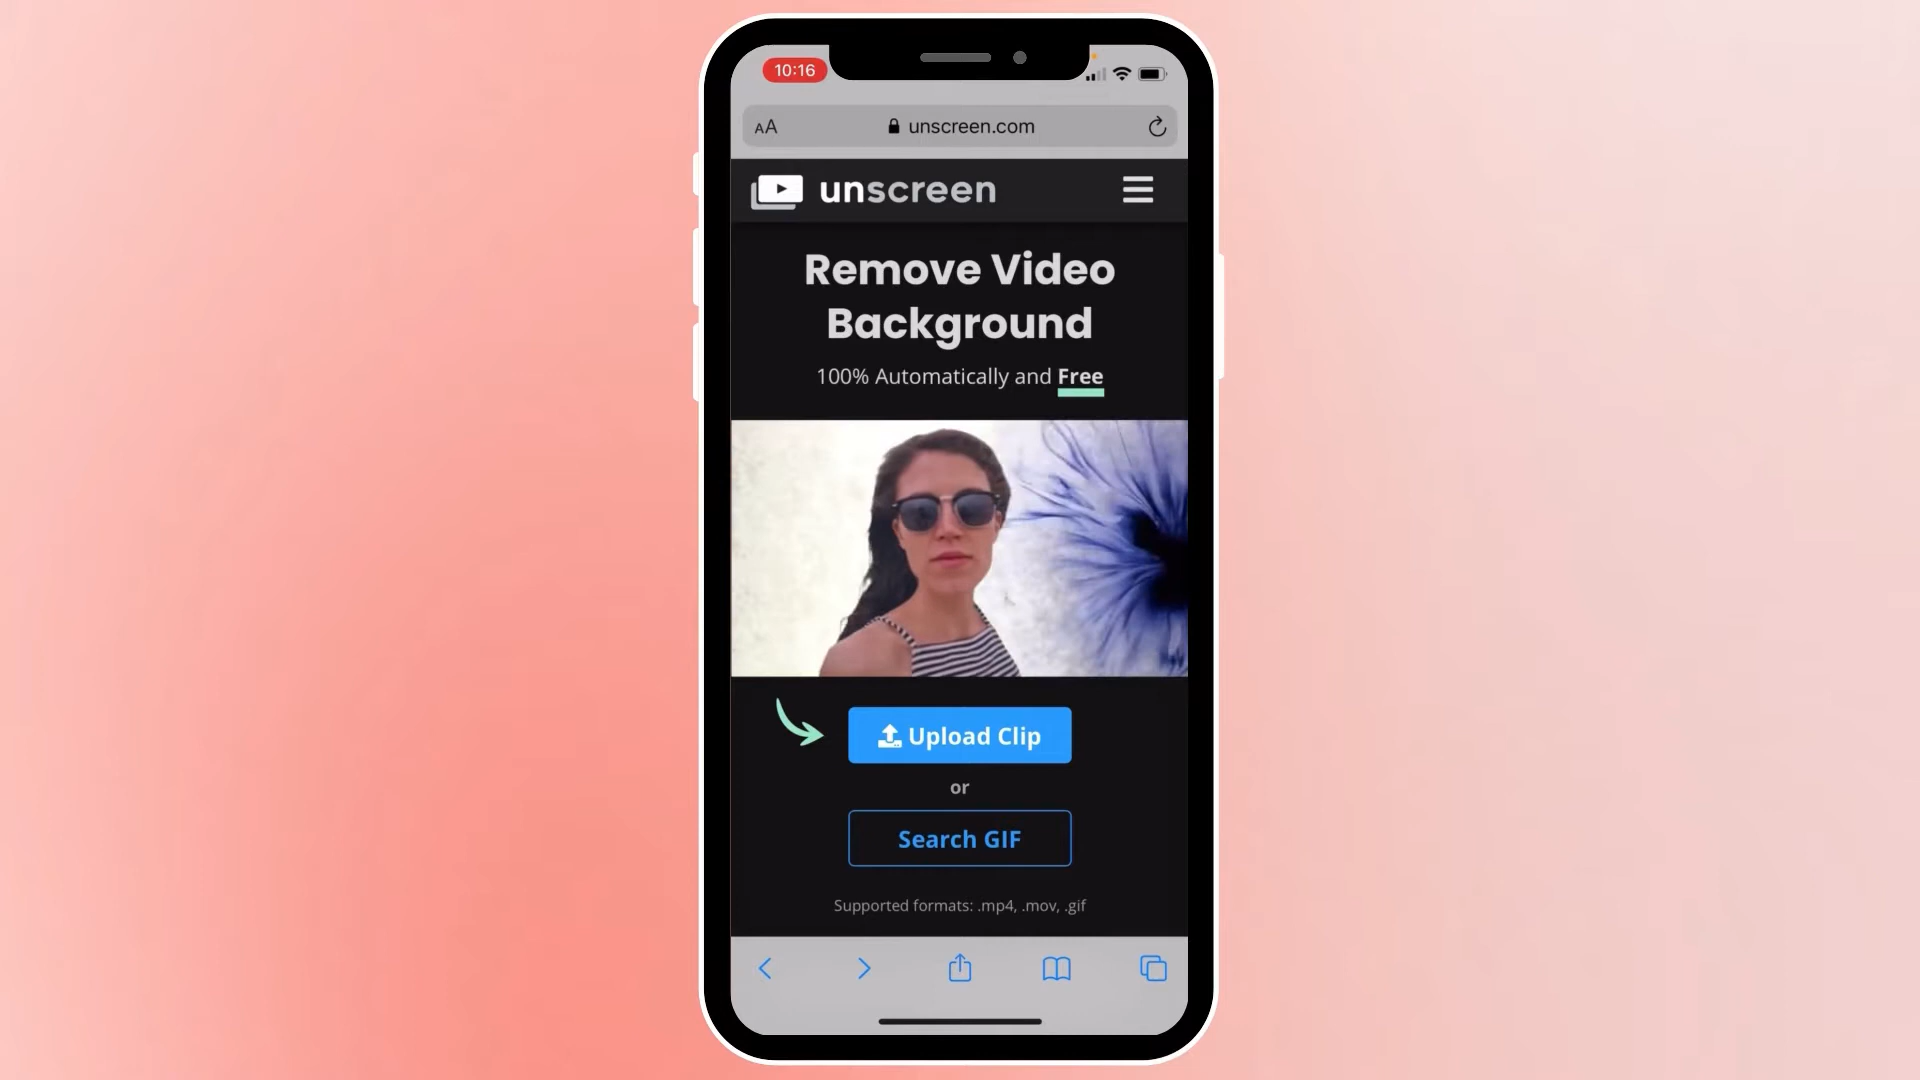 10:16
AA unscreen.com
unscreen
Remove Video
Background
100% Automatically and Free
Upload Clip
or
Search GIF
Supported formats: .mp4, .mov, .gif